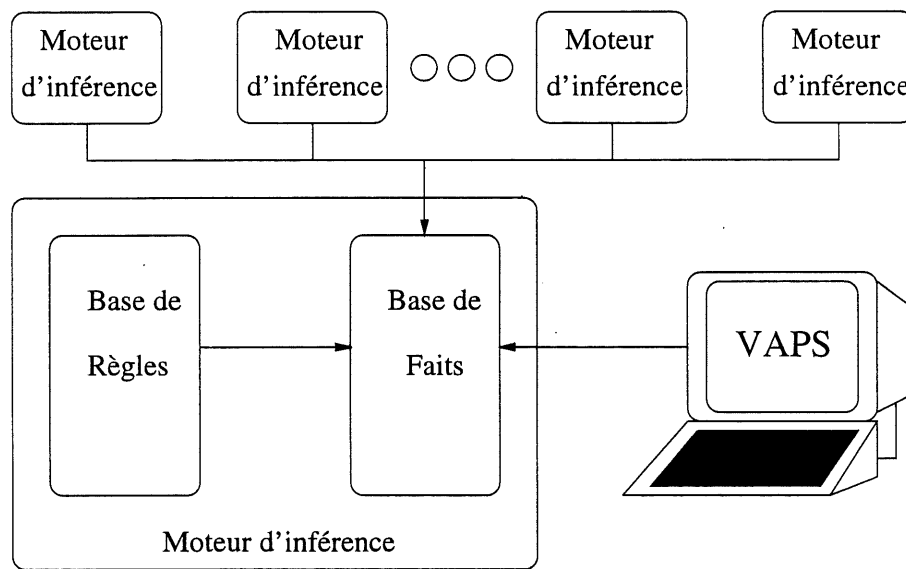 Moteur
d'inférence
Moteur
d'inférence
Moteur
d'inférence
Moteur
d'inférence
Base de
Règles
Base de
Faits
VAPS
Moteur d'inférence